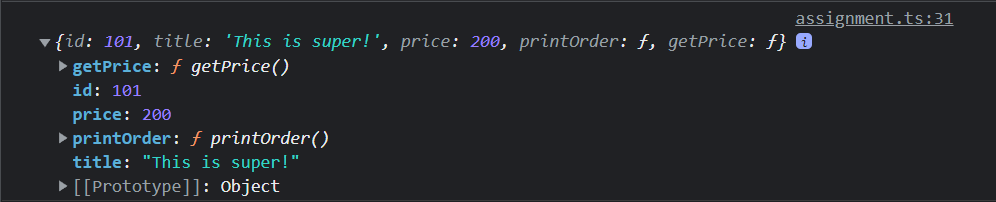 assignment.ts:31
▼{id: 101, title: 'This is super!', price: 200, printOrder: ƒ, getPrice: ƒ} i
▶getPrice: ƒ getPrice()
id: 101
price: 200
▶printOrder: ƒ printOrder()
title: "This is super!"
▶[[Prototype]]: Object